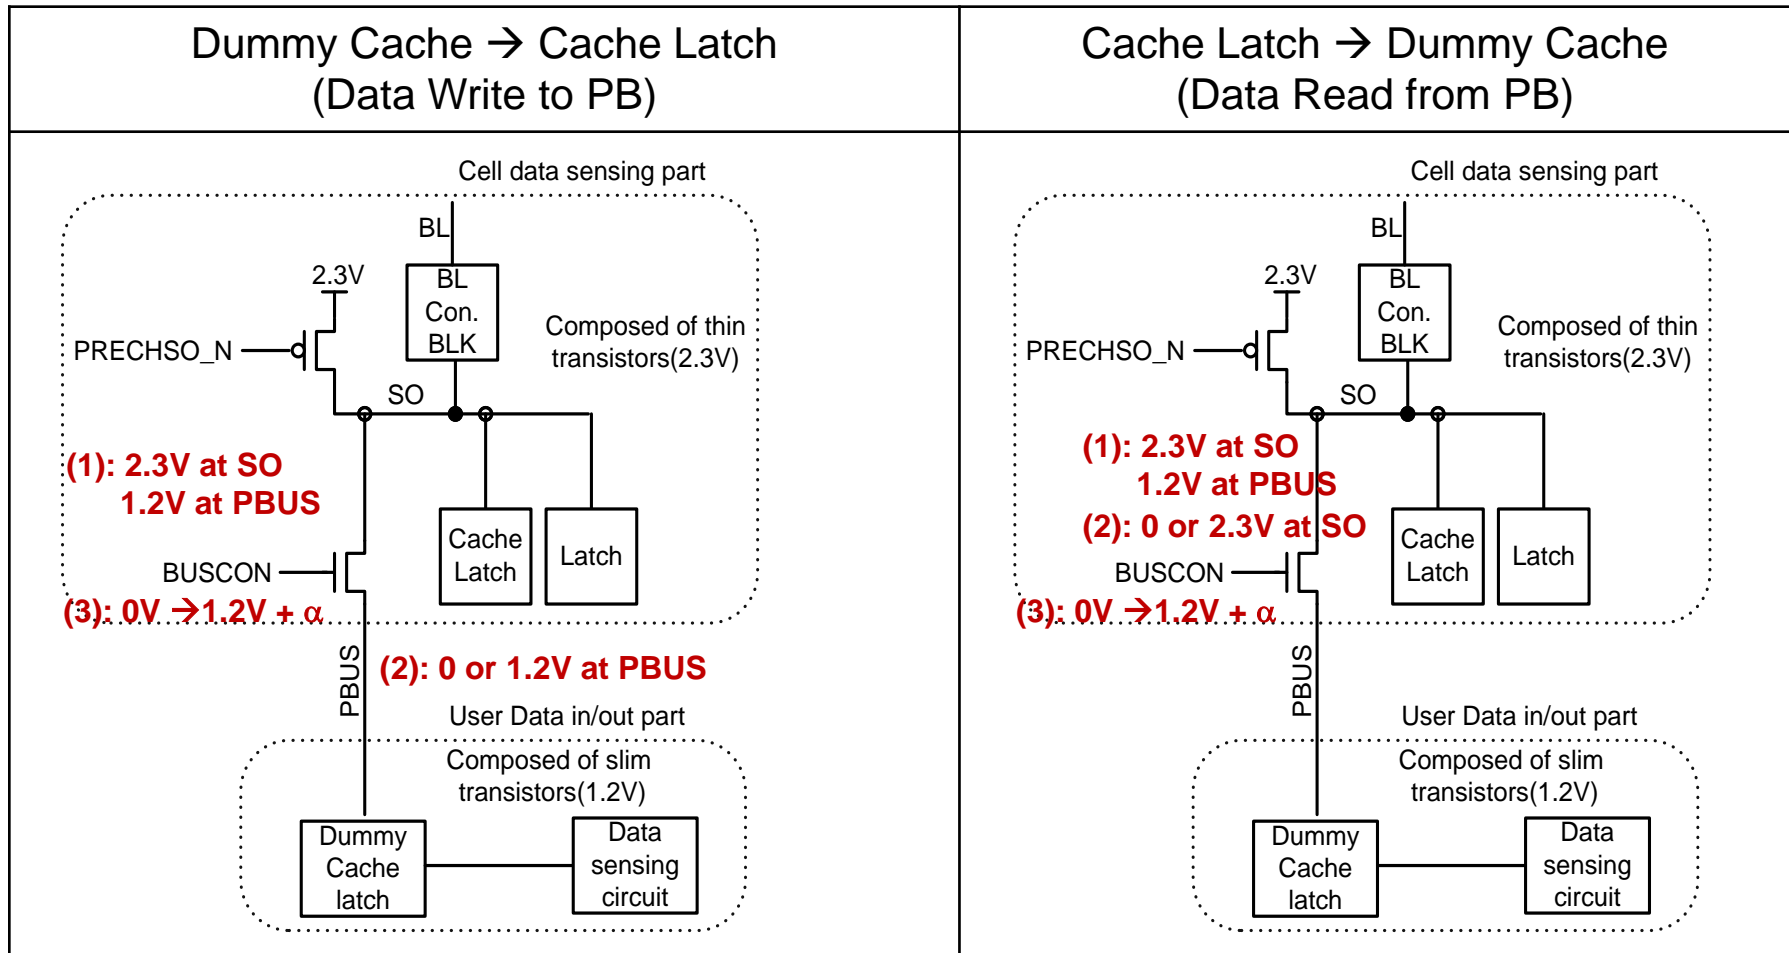 Dummy Cache → Cache Latch
(Data Write to PB)
Cell data sensing part
BL
2.3V
BL
Con.
BLK
PRECHSO_N
Composed of thin
transistors(2.3V)
SO
(1): 2.3V at SO
1.2V at PBUS
Cache
Latch
Latch
BUSCON
(3): 0V →1.2V + α
PBUS
(2): 0 or 1.2V at PBUS
User Data in/out part
Composed of slim
transistors(1.2V)
Dummy
Cache
latch
Data
sensing
circuit
Cache Latch → Dummy Cache
(Data Read from PB)
Cell data sensing part
BL
2.3V
BL
Con.
BLK
PRECHSO_N
Composed of thin
transistors(2.3V)
SO
(1): 2.3V at SO
1.2V at PBUS
(2): 0 or 2.3V at SO
Cache
Latch
Latch
BUSCON
(3): 0V →1.2V + α
PBUS
User Data in/out part
Composed of slim
transistors(1.2V)
Dummy
Cache
latch
Data
sensing
circuit